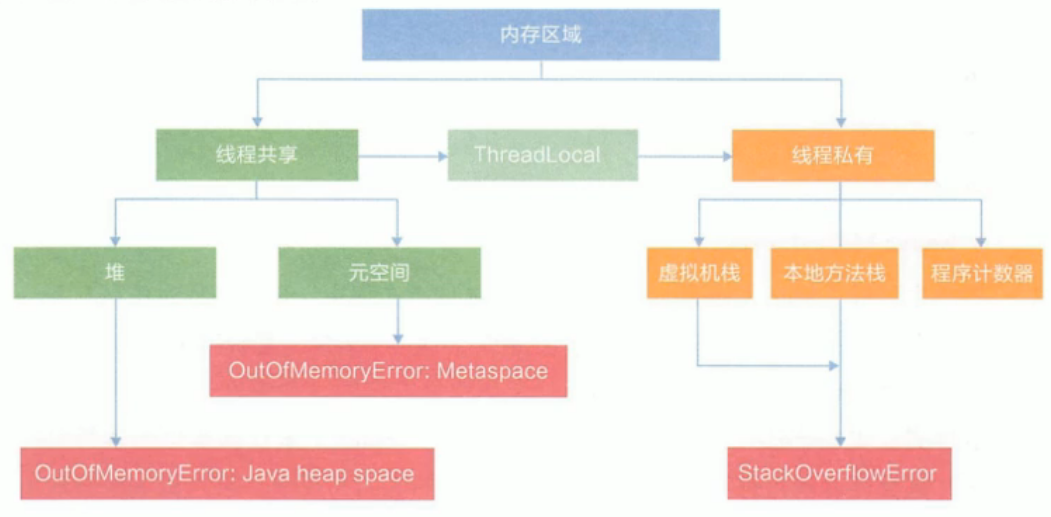 内存区域
线程共享
ThreadLocal
线程私有
堆
元空间
虚拟机栈
本地方法栈
程序计数器
OutOfMemoryError: Metaspace
OutOfMemoryError: Java heap space
StackOverflowError